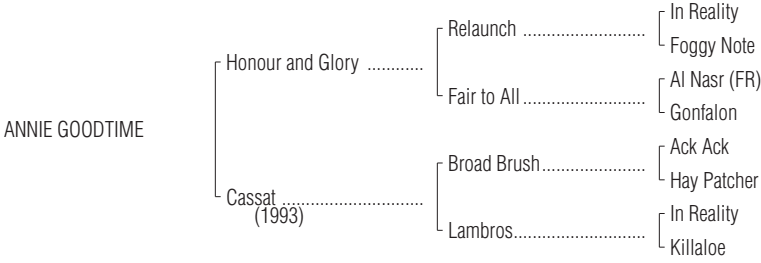 In Reality
Relaunch ..........................
Foggy Note
Honour and Glory ............
Al Nasr (FR)
Fair to All..........................
Gonfalon
ANNIE GOODTIME
Ack Ack
Broad Brush......................
Hay Patcher
Cassat ..............................
(1993)
In Reality
Lambros............................
Killaloe